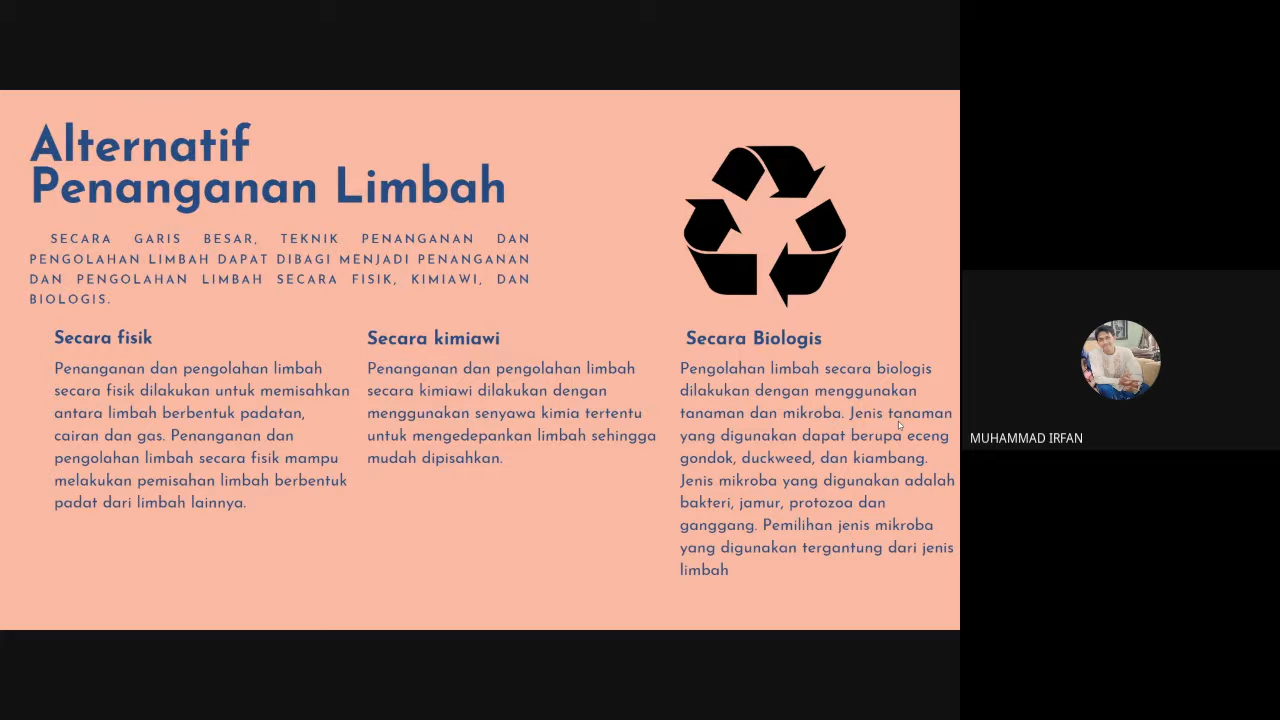 Alternatif
Penanganan Limbah
SECARA GARIS BESAR, TEKNIK PENANGANAN DAN
PENGOLAHAN LIMBAH DAPAT DIBAGI MENJADI PENANGANAN
DAN PENGOLAHAN LIMBAH SECARA FISIK, KIMIAWI, DAN
BIOLOGIS.
Secara fisik
Penanganan dan pengolahan limbah
secara fisik dilakukan untuk memisahkan
antara limbah berbentuk padatan,
cairan dan gas. Penanganan dan
pengolahan limbah secara fisik mampu
melakukan pemisahan limbah berbentuk
padat dari limbah lainnya.
Secara kimiawi
Penanganan dan pengolahan limbah
secara kimiawi dilakukan dengan
menggunakan senyawa kimia tertentu
untuk mengedepankan limbah sehingga
mudah dipisahkan.
Secara Biologis
Pengolahan limbah secara biologis
dilakukan dengan menggunakan
tanaman dan mikroba. Jenis tanaman
yang digunakan dapat berupa eceng
gondok, duckweed, dan kiambang.
Jenis mikroba yang digunakan adalah
bakteri, jamur, protozoa dan
ganggang. Pemilihan jenis mikroba
yang digunakan tergantung dari jenis
limbah
MUHAMMAD IRFAN